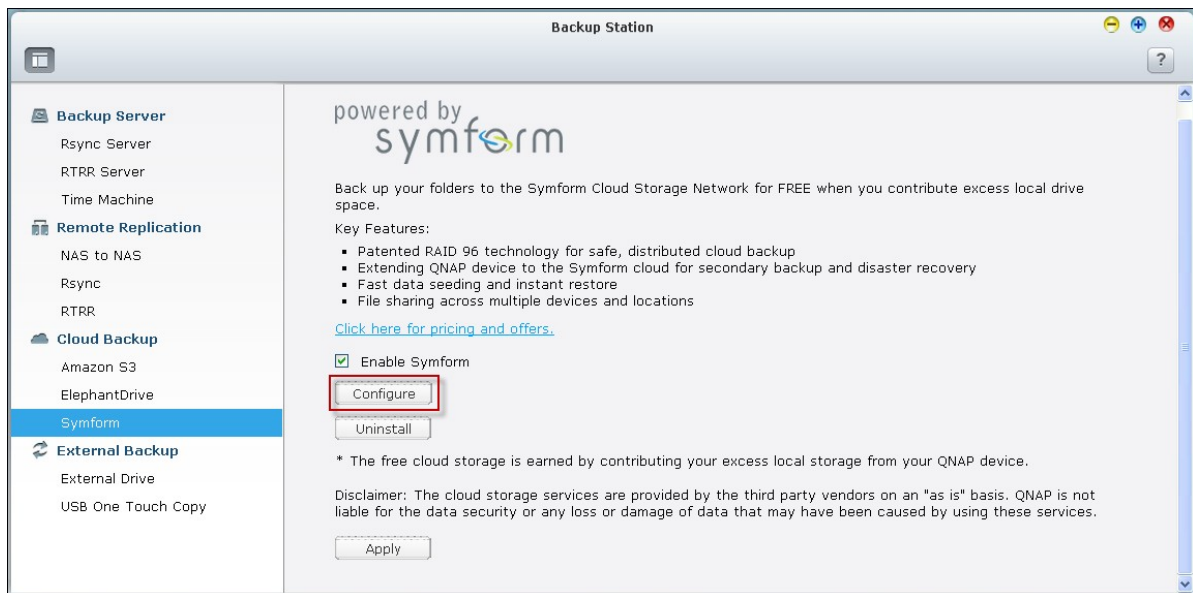 Backup Station
?
Backup Server
Rsync Server
RTRR Server
Time Machine
Remote Replication
NAS to NAS
Rsync
RTRR
Cloud Backup
Amazon S3
ElephantDrive
Symform
External Backup
External Drive
USB One Touch Copy
powered by
symform
Back up your folders to the Symform Cloud Storage Network for FREE when you contribute excess local drive
space.
Key Features:
▪ Patented RAID 96 technology for safe, distributed cloud backup
▪ Extending QNAP device to the Symform cloud for secondary backup and disaster recovery
▪ Fast data seeding and instant restore
▪ File sharing across multiple devices and locations
Click here for pricing and offers.
Enable Symform
Configure
Uninstall
* The free cloud storage is earned by contributing your excess local storage from your QNAP device.
Disclaimer: The cloud storage services are provided by the third party vendors on an "as is" basis. QNAP is not
liable for the data security or any loss or damage of data that may have been caused by using these services.
Apply